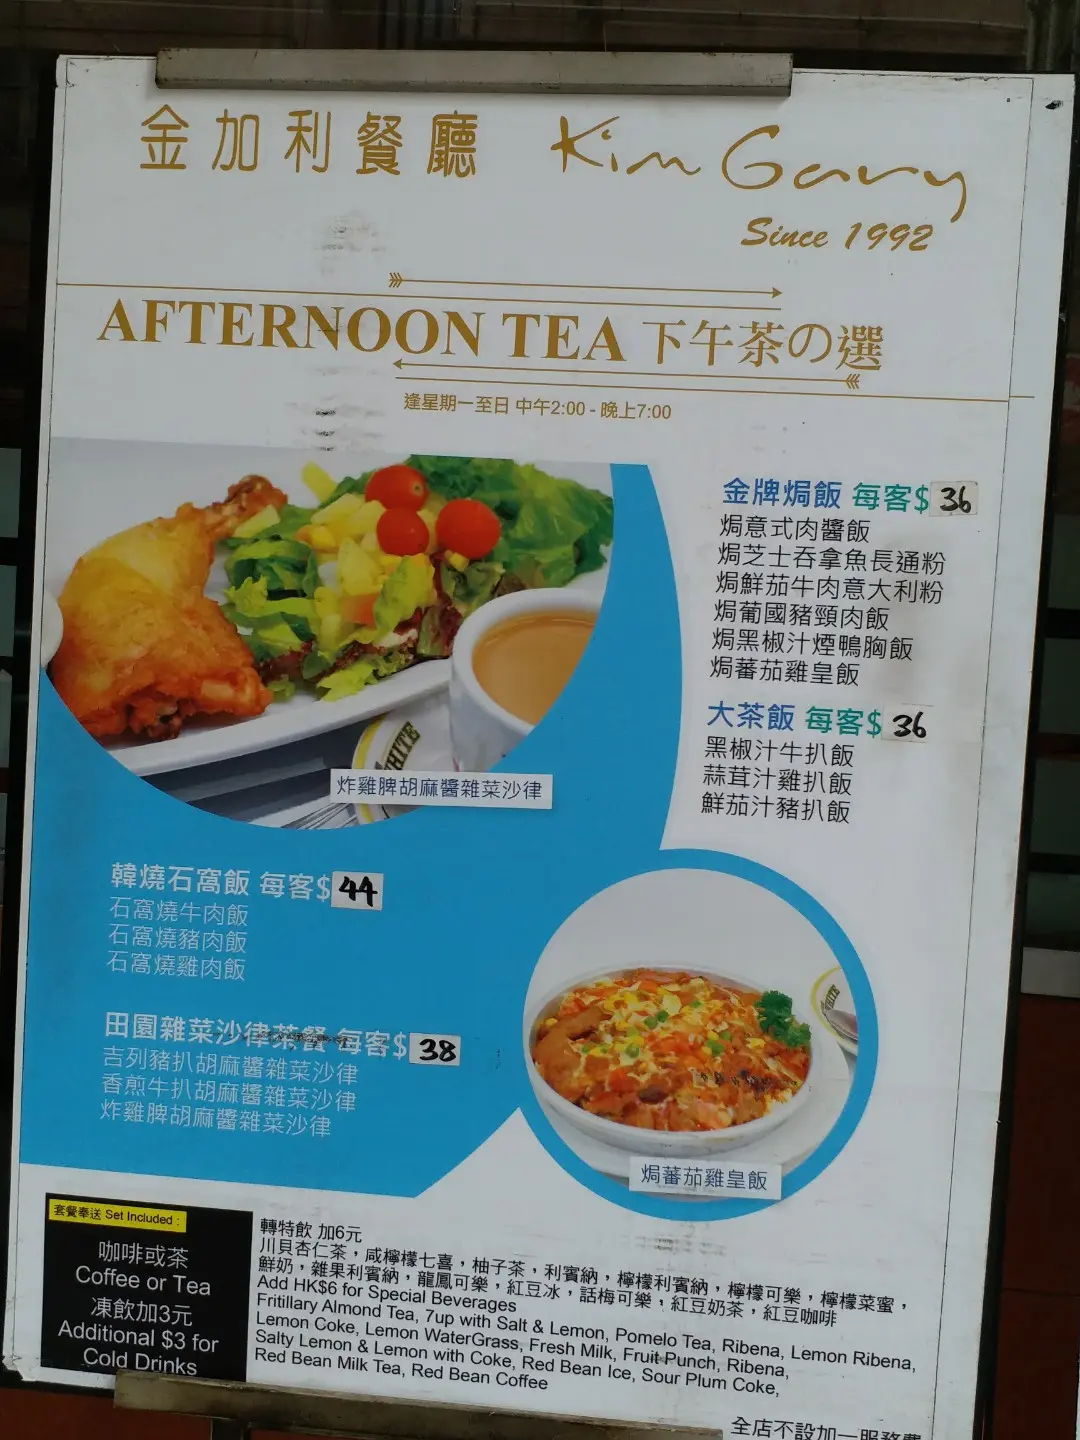 金加利餐廳 Kim Gary
Since 1992
AFTERNOON TEA 下午茶の選
逢星期一至日 中午2:00 - 晚上7:00
金牌焗飯 每客$36
焗意式肉醬飯
焗芝士吞拿魚長通粉
焗鮮茄牛肉意大利粉
焗葡國豬頸肉飯
焗黑椒汁煙鴨胸飯
焗蕃茄雞皇飯
大茶飯 每客$36
黑椒汁牛扒飯
蒜茸汁雞扒飯
鮮茄汁豬扒飯
WHITE
炸雞脾胡麻醬雜菜沙律
韓燒石窩飯 每客$44
石窩燒牛肉飯
石窩燒豬肉飯
石窩燒雞肉飯
田園雜菜沙律茶餐 每客$38
吉列豬扒胡麻醬雜菜沙律
香煎牛扒胡麻醬雜菜沙律
炸雞脾胡麻醬雜菜沙律
WHITE
焗蕃茄雞皇飯
套餐奉送 Set Included :
咖啡或茶
Coffee or Tea
凍飲加3元
Additional $3 for
Cold Drinks
轉特飲 加6元
川貝杏仁茶，咸檸檬七喜，柚子茶，利賓納，檸檬利賓納，檸檬可樂，檸檬菜蜜，
鮮奶，雜果利賓納，龍鳳可樂，紅豆冰，話梅可樂，紅豆奶茶，紅豆咖啡
Add HK$6 for Special Beverages
Fritillary Almond Tea, 7up with Salt & Lemon, Pomelo Tea, Ribena, Lemon Ribena,
Lemon Coke, Lemon WaterGrass, Fresh Milk, Fruit Punch, Ribena,
Salty Lemon & Lemon with Coke, Red Bean Ice, Sour Plum Coke,
Red Bean Milk Tea, Red Bean Coffee
全店不設加一服務費